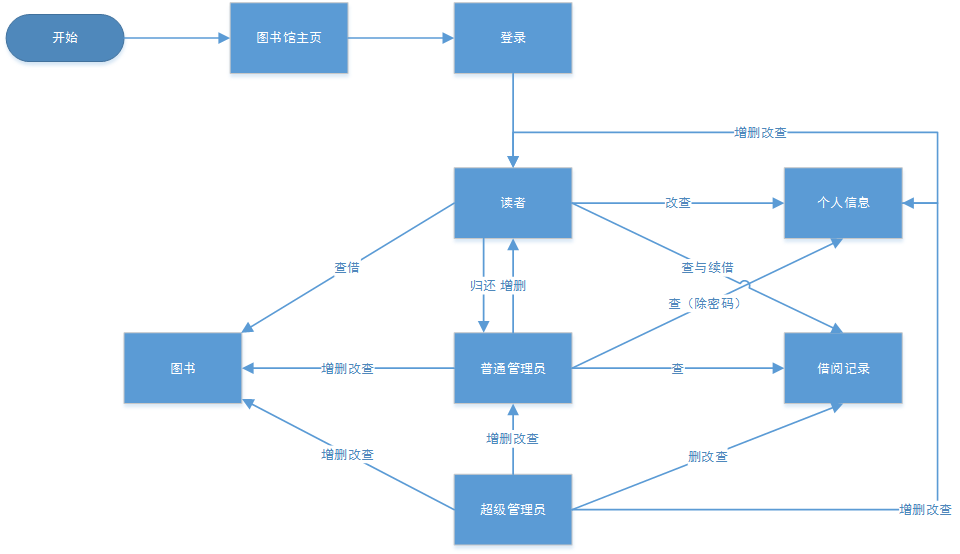 开始
图书馆主页
登录
增删改查
读者
改查
个人信息
查借
查与续借
归还
增删
查（除密码）
图书
增删改查
普通管理员
查
借阅记录
增删改查
增删改查
删改查
超级管理员
增删改查